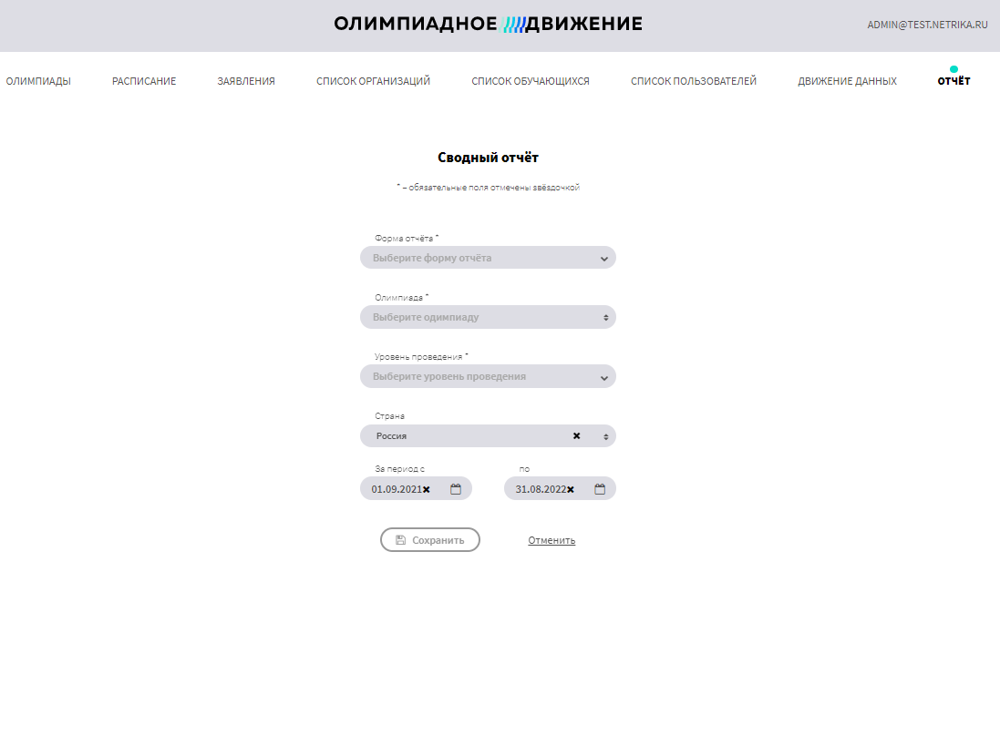 ОЛИМПИАДНОЕ ДВИЖЕНИЕ
ADMIN@TEST.NETRIKA.RU
ОЛИМПИАДЫ РАСПИСАНИЕ ЗАЯВЛЕНИЯ СПИСОК ОРГАНИЗАЦИЙ СПИСОК ОБУЧАЮЩИХСЯ СПИСОК ПОЛЬЗОВАТЕЛЕЙ ДВИЖЕНИЕ ДАННЫХ ОТЧЁТ
Сводный отчёт
* – обязательные поля отмечены звёздочкой
Форма отчёта *
Выберите форму отчёта
Олимпиада *
Выберите одимпиаду
Уровень проведения *
Выберите уровень проведения
Страна
Россия
За период с по
01.09.2021 31.08.2022
Сохранить Отменить